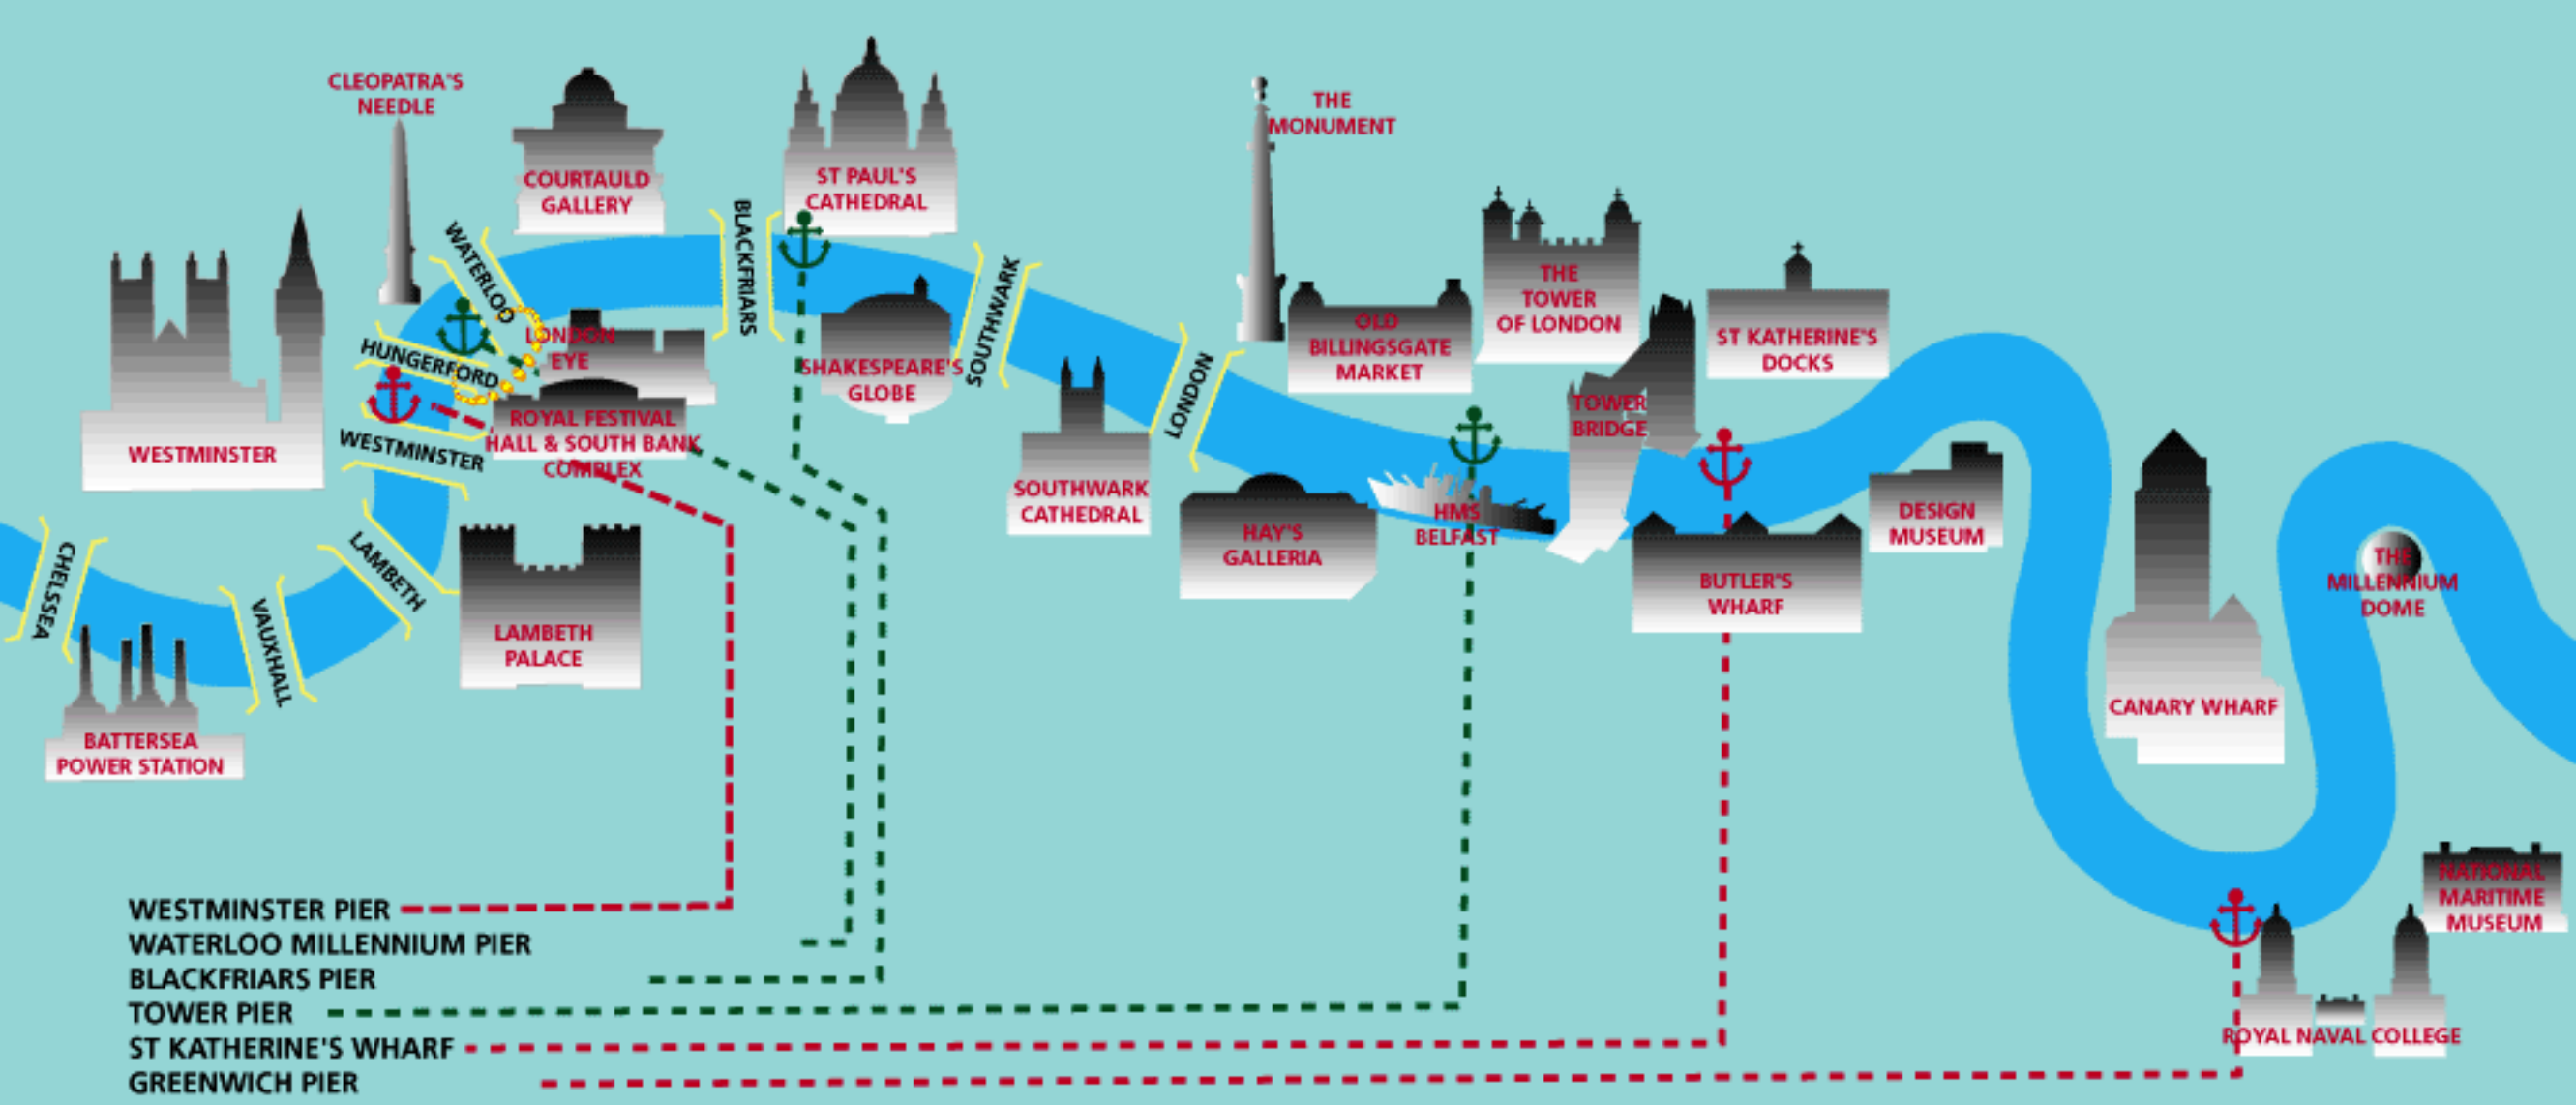 CLEOPATRA'S
NEEDLE
COURTAULD
GALLERY
ST PAUL'S
CATHEDRAL
THE
MONUMENT
WATERLOO
BLACKFRIARS
SOUTHWARK
THE
TOWER
OF LONDON
OLD
BILLINGSGATE
MARKET
ST KATHERINE'S
DOCKS
LONDON
EYE
HUNGERFORD
SHAKESPEARE'S
GLOBE
LONDON
TOWER
BRIDGE
WESTMINSTER
WESTMINSTER
ROYAL FESTIVAL
HALL & SOUTH BANK
COMPLEX
SOUTHWARK
CATHEDRAL
HAY'S
GALLERIA
HMS
BELFAST
DESIGN
MUSEUM
BUTLER'S
WHARF
THE
MILLENNIUM
DOME
CHELSSEA
VAUXHALL
LAMBETH
LAMBETH
PALACE
CANARY WHARF
BATTERSEA
POWER STATION
NATIONAL
MARITIME
MUSEUM
ROYAL NAVAL COLLEGE
WESTMINSTER PIER
WATERLOO MILLENNIUM PIER
BLACKFRIARS PIER
TOWER PIER
ST KATHERINE'S WHARF
GREENWICH PIER